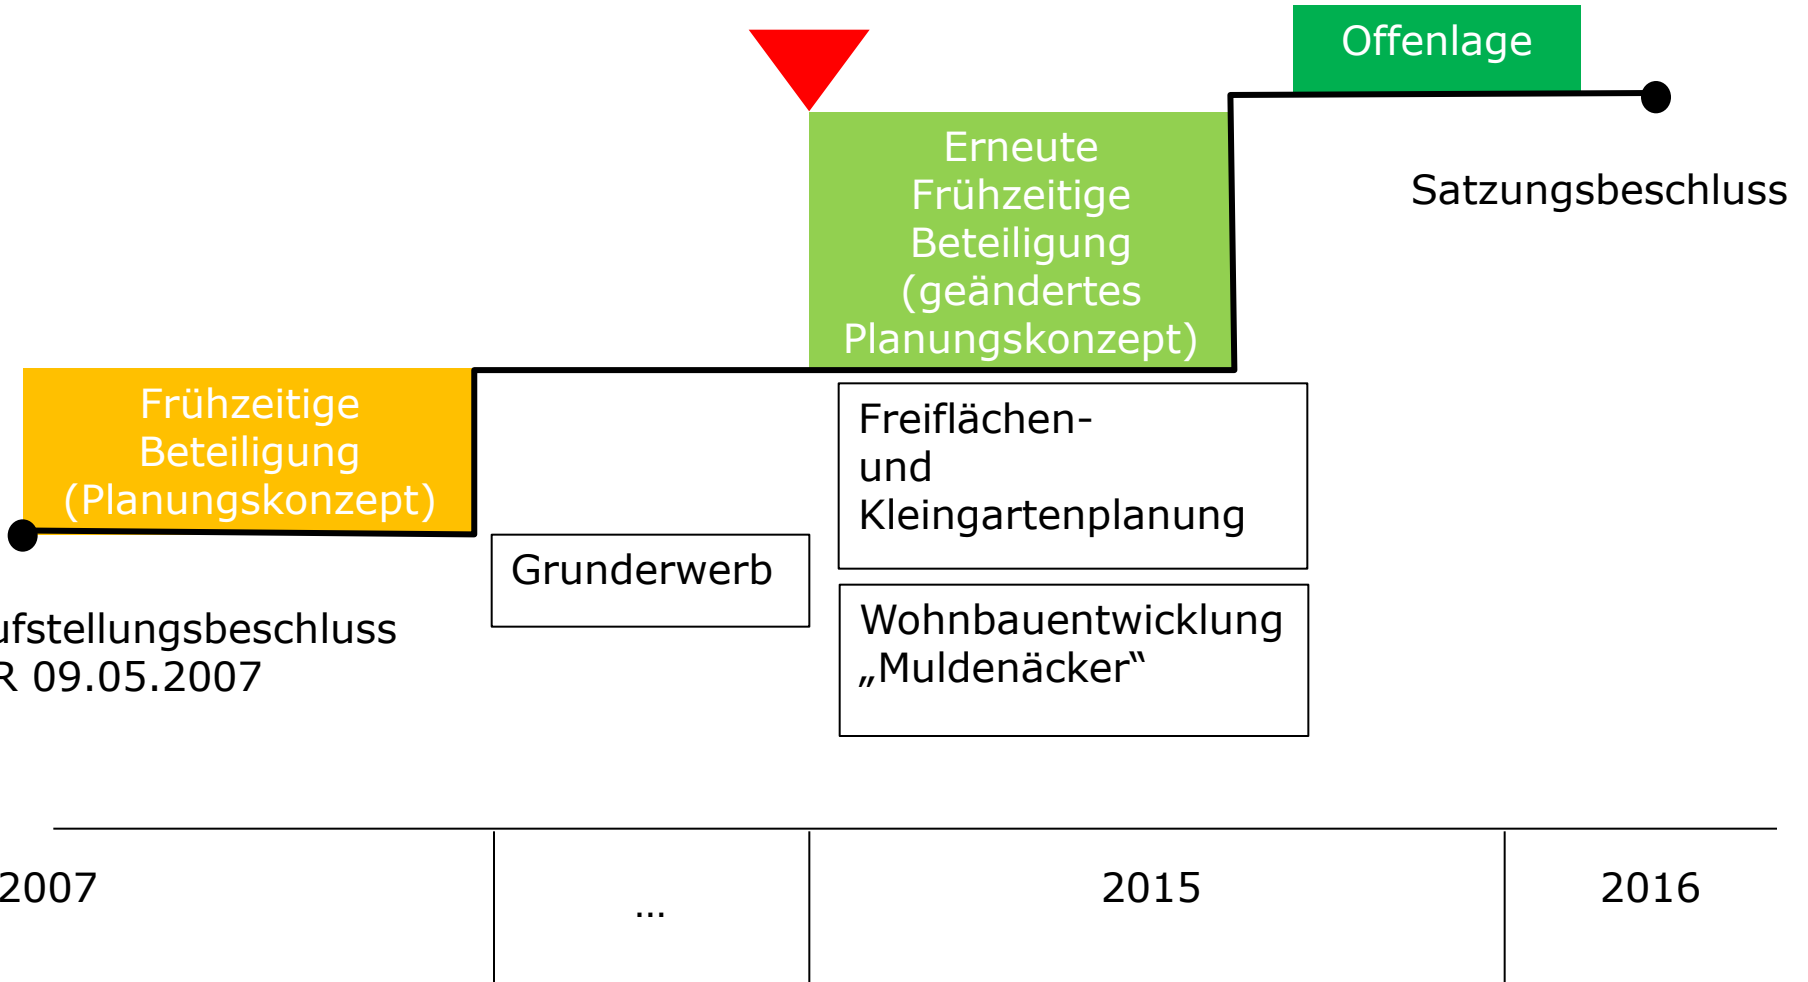 Offenlage
Erneute
Frühzeitige
Beteiligung
(geändertes
Planungskonzept)
Satzungsbeschluss
Frühzeitige
Beteiligung
(Planungskonzept)
Freiflächen-
und
Kleingartenplanung
Grunderwerb
Wohnbauentwicklung
„Muldenäcker“
ufstellungsbeschluss
R 09.05.2007
2007
...
2015
2016